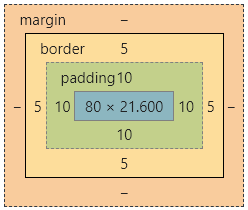 margin –
border 5
padding10
– 5 10 80 × 21.600 10 5 –
10
5
–